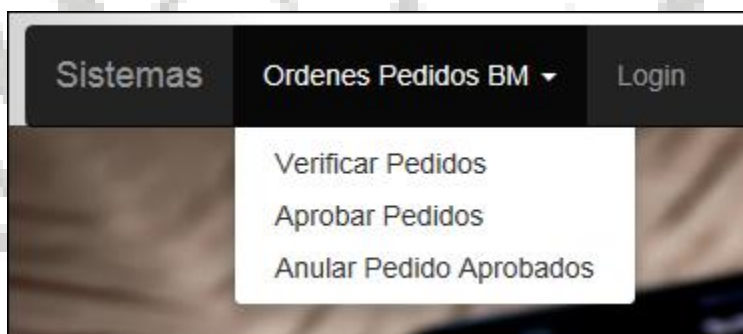 Sistemas Ordenes Pedidos BM Login
Verificar Pedidos
Aprobar Pedidos
Anular Pedido Aprobados